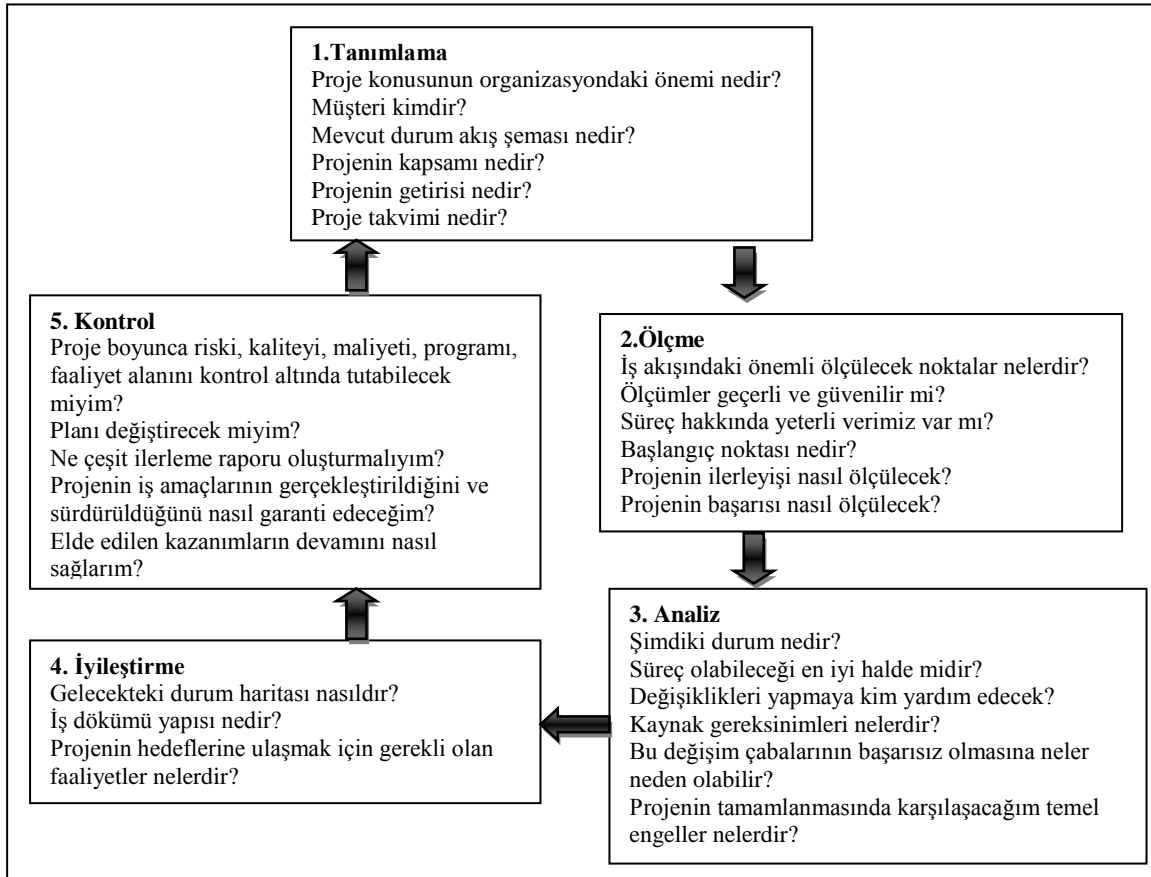 1.Tanımlama
Proje konusunun organizasyondaki önemi nedir?
Müşteri kimdir?
Mevcut durum akış şeması nedir?
Projenin kapsamı nedir?
Projenin getirisi nedir?
Proje takvimi nedir?
2.Ölçme
İş akışındaki önemli ölçülecek noktalar nelerdir?
Ölçümler geçerli ve güvenilir mi?
Süreç hakkında yeterli verimiz var mı?
Başlangıç noktası nedir?
Projenin ilerleyişi nasıl ölçülecek?
Projenin başarısı nasıl ölçülecek?
3. Analiz
Şimdiki durum nedir?
Süreç olabileceği en iyi halde midir?
Değişiklikleri yapmaya kim yardım edecek?
Kaynak gereksinimleri nelerdir?
Bu değişim çabalarının başarısız olmasına neler
neden olabilir?
Projenin tamamlanmasında karşılaşacağım temel
engeller nelerdir?
4. İyileştirme
Gelecekteki durum haritası nasıldır?
İş dökümü yapısı nedir?
Projenin hedeflerine ulaşmak için gerekli olan
faaliyetler nelerdir?
5. Kontrol
Proje boyunca riski, kaliteyi, maliyeti, programı,
faaliyet alanını kontrol altında tutabilecek
miyim?
Planı değiştirecek miyim?
Ne çeşit ilerleme raporu oluşturmalıyım?
Projenin iş amaçlarının gerçekleştirildiğini ve
sürdürüldüğünü nasıl garanti edeceğim?
Elde edilen kazanımların devamını nasıl
sağlarım?